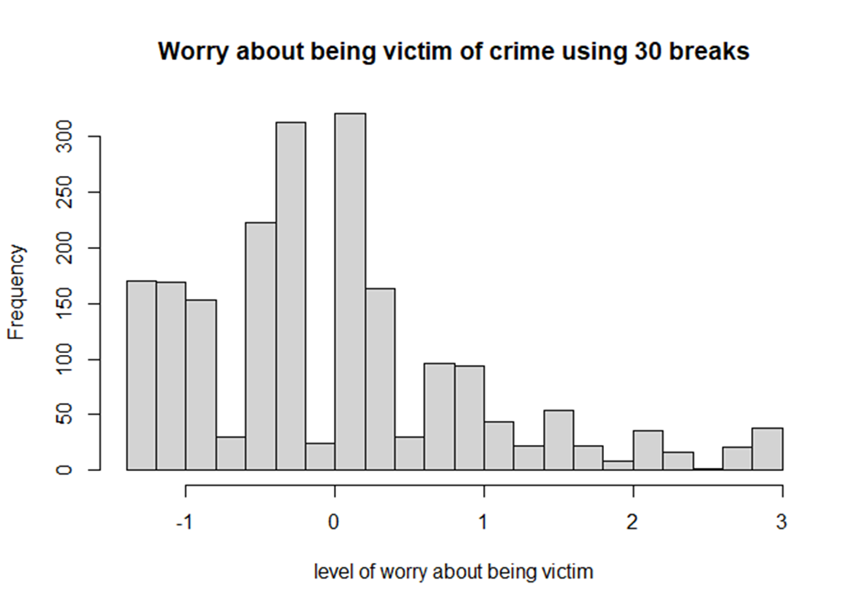 Worry about being victim of crime using 30 breaks
Frequency
300
250
200
150
100
50
0
-1 0 1 2 3
level of worry about being victim